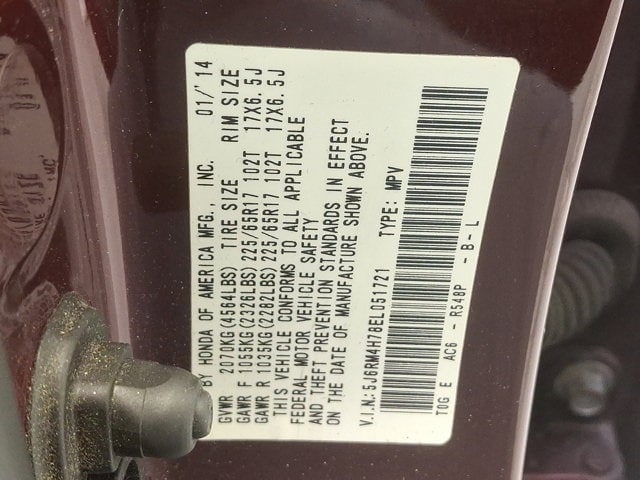 BY HONDA OF AMERICA MFG., INC. 01/'14
GVWR 2070KG(4564LBS) TIRE SIZE RIM SIZE
GAWR F 1055KG(2326LBS) 225/65R17 102T 17X6.5J
GAWR R 1035KG(2282LBS) 225/65R17 102T 17X6.5J
THIS VEHICLE CONFORMS TO ALL APPLICABLE
FEDERAL MOTOR VEHICLE SAFETY
AND THEFT PREVENTION STANDARDS IN EFFECT
ON THE DATE OF MANUFACTURE SHOWN ABOVE.
V.I.N.: 5J6RM4H78EL051721 TYPE: MPV
T0G E AC6 - R548P - B - L